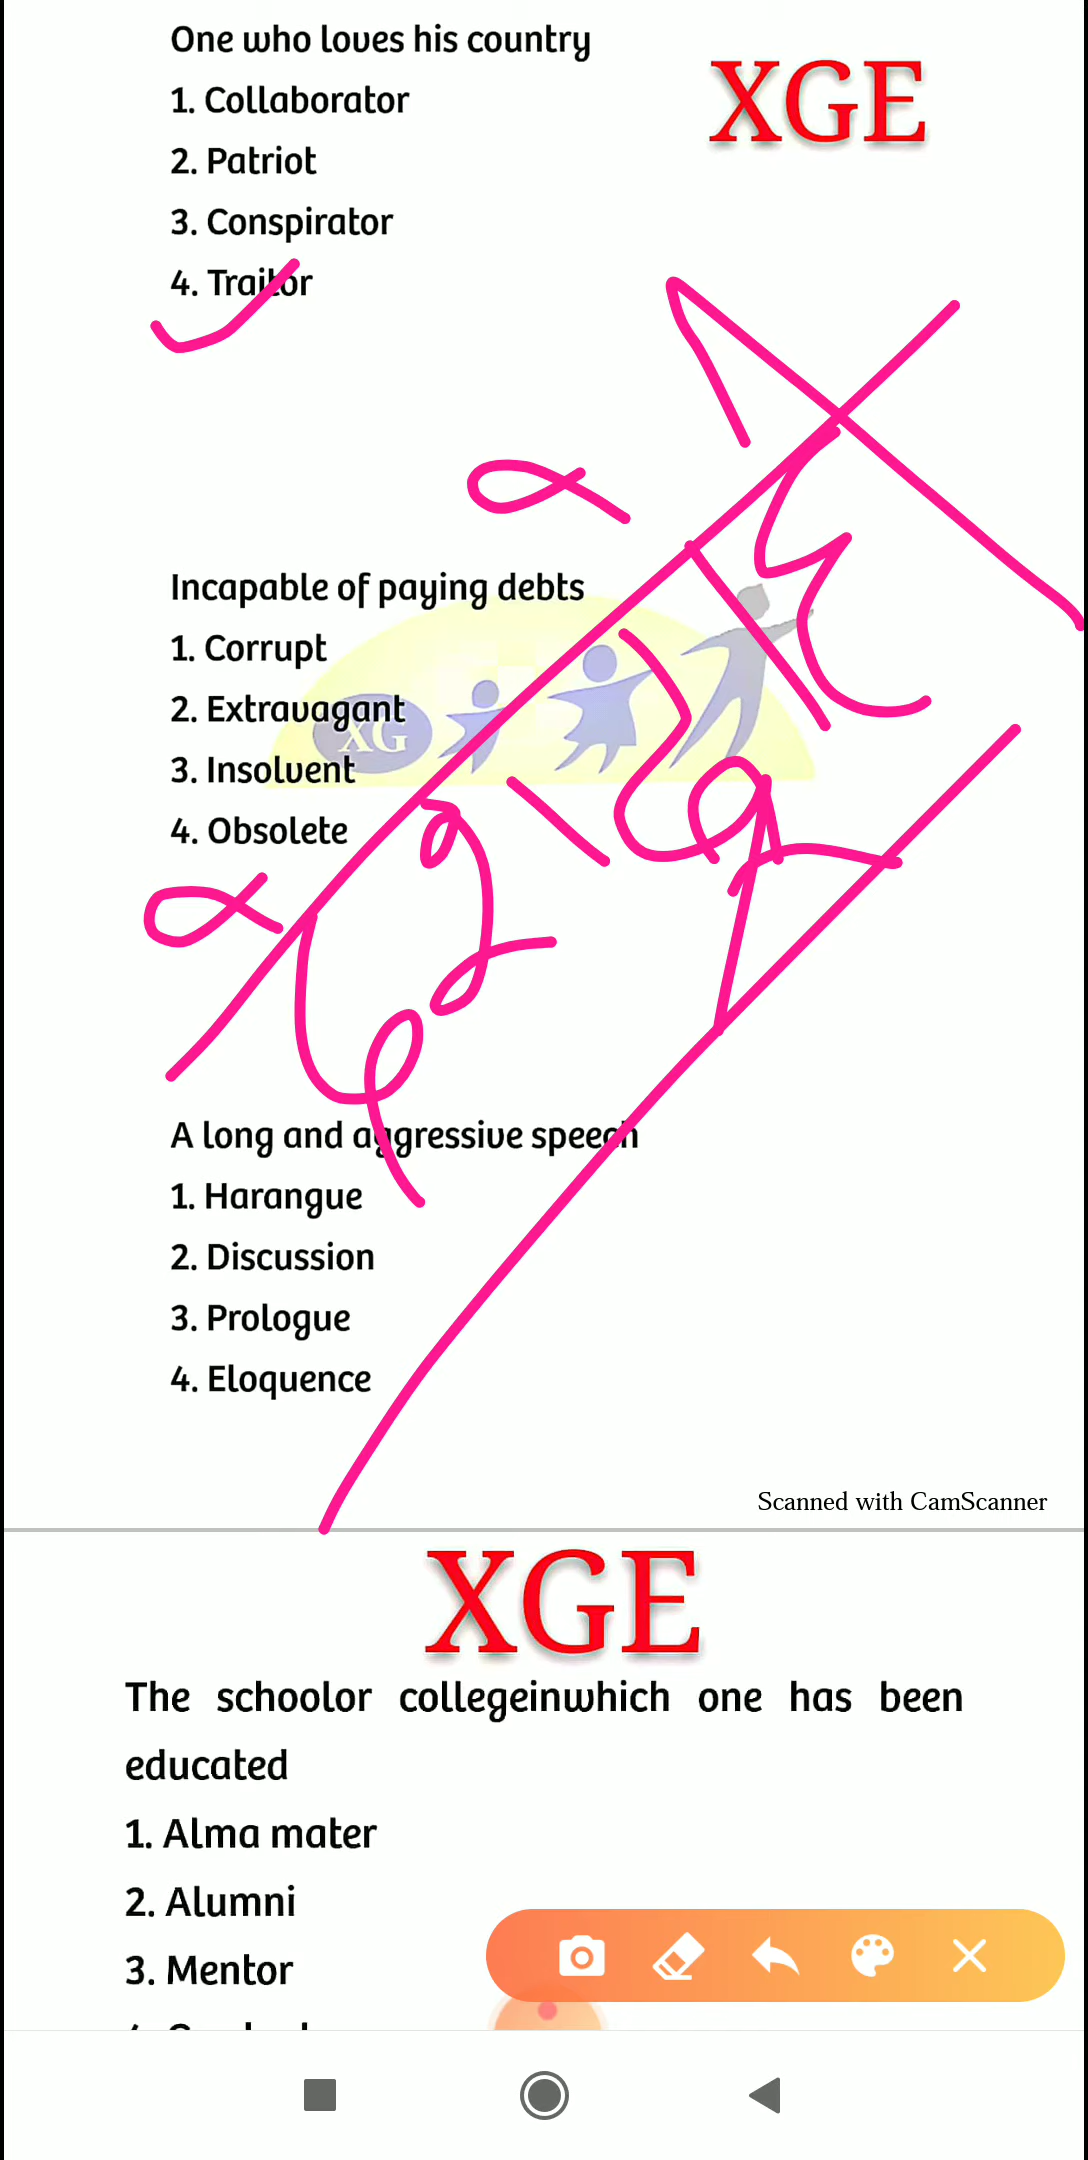 One who loves his country
XGE
1. Collaborator
2. Patriot
3. Conspirator
4. Traitor
Incapable of paying debts
1. Corrupt
2. Extravagant
XG
3. Insolvent
4. Obsolete
A long and aggressive speech
1. Harangue
2. Discussion
3. Prologue
4. Eloquence
Scanned with CamScanner
XGE
The schoolor collegeinwhich one has been
educated
1. Alma mater
2. Alumni
3. Mentor